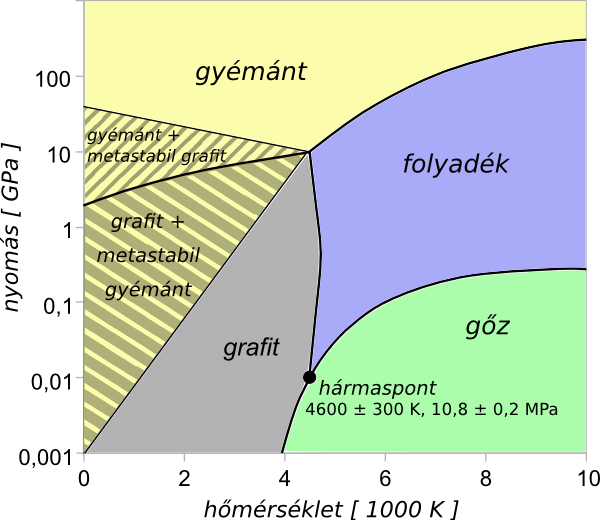 gyémánt
100
gyémánt +
metastabil grafit
10
folyadék
grafit +
1
metastabil
gyémánt
0,1
gőz
grafit
0,01
hármaspont
4600 ± 300 K, 10,8 ± 0,2 MPa
0,001
0
2
4
6
8
10
hőmérséklet [ 1000 K ]
nyomás [ GPa ]